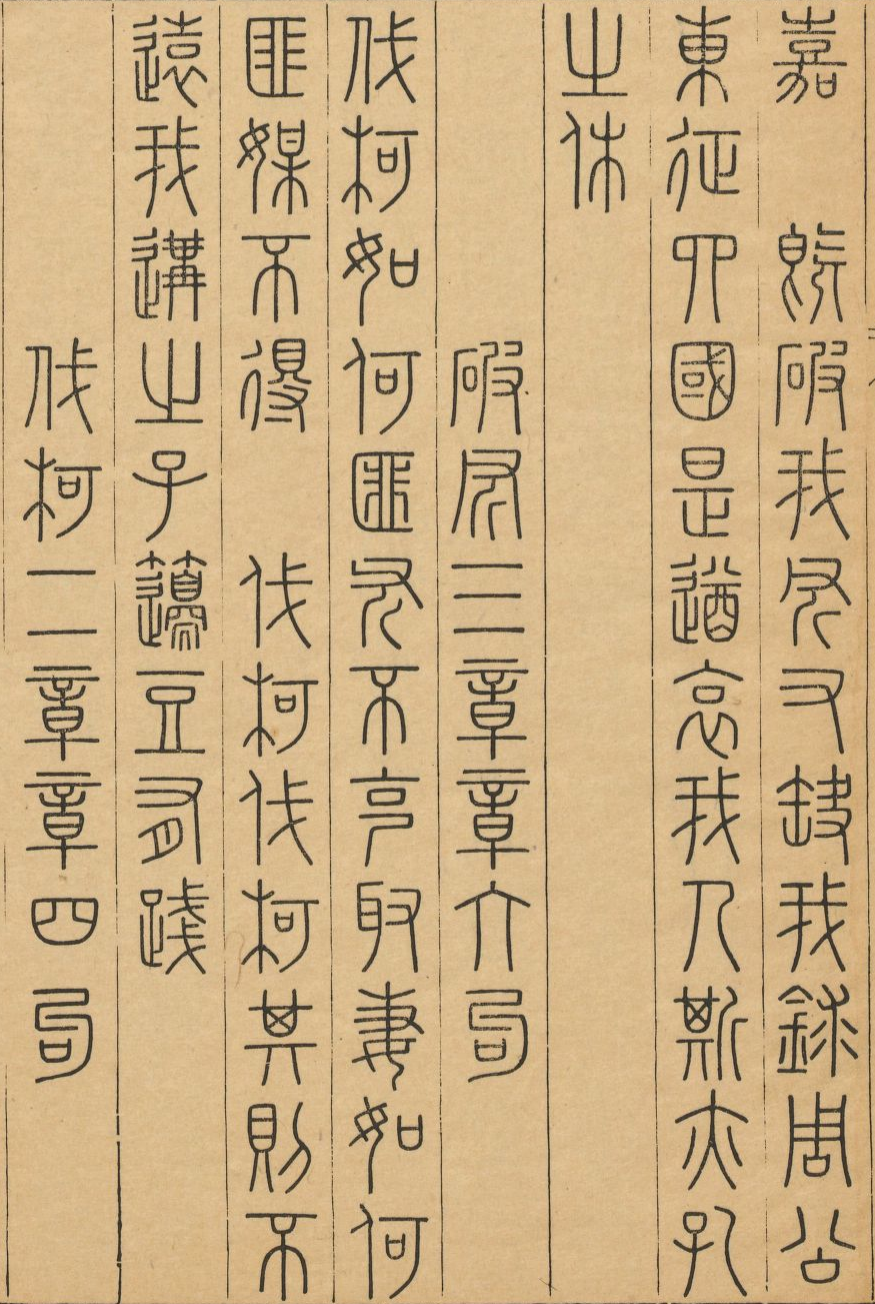 嘉　既破我斧又缺我銶周公
東征四國是遒哀我人斯亦孔
之休
破斧三章章六句
伐柯如何匪斧不克取妻如何
匪媒不得　伐柯伐柯其則不
遠我遘之子籩豆有踐
伐柯二章章四句